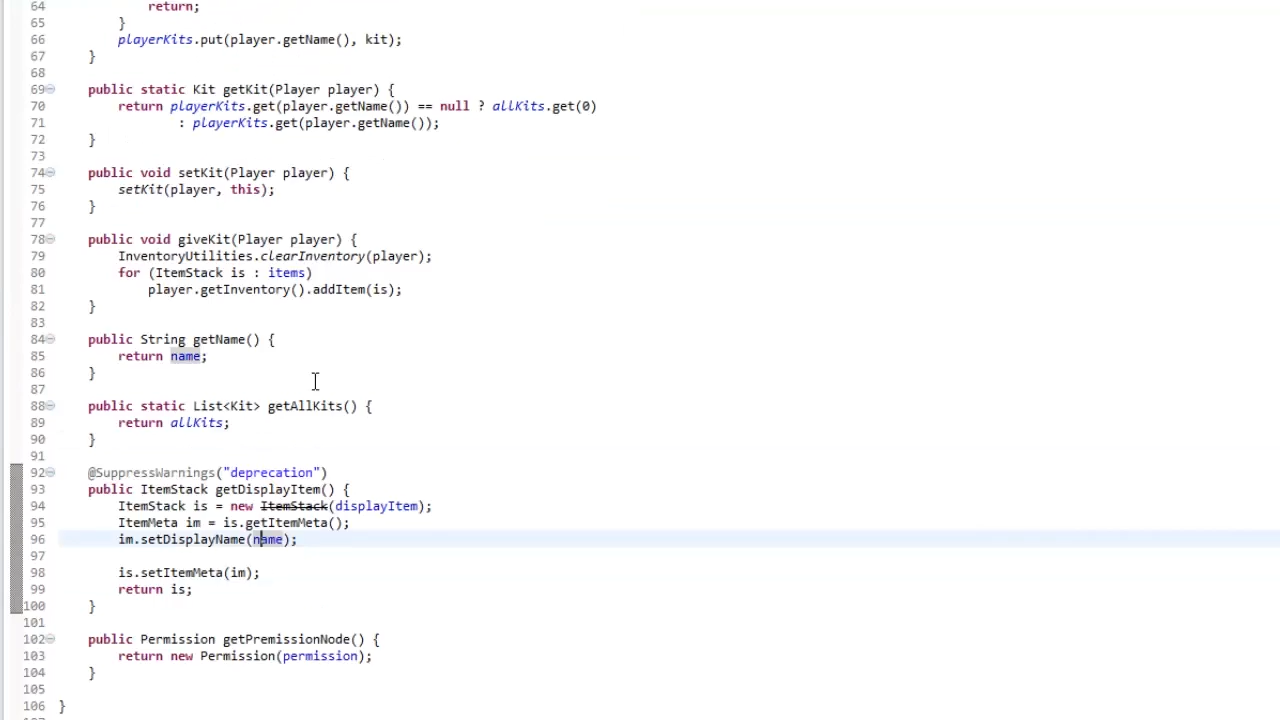 64 return;
65 }
66 playerKits.put(player.getName(), kit);
67 }
68
69 public static Kit getKit(Player player) {
70 return playerKits.get(player.getName()) == null ? allKits.get(0)
71 : playerKits.get(player.getName());
72 }
73
74 public void setKit(Player player) {
75 setKit(player, this);
76 }
77
78 public void giveKit(Player player) {
79 InventoryUtilities.clearInventory(player);
80 for (ItemStack is : items)
81 player.getInventory().addItem(is);
82 }
83
84 public String getName() {
85 return name;
86 }
87
88 public static List<Kit> getAllKits() {
89 return allKits;
90 }
91
92 @SuppressWarnings("deprecation")
93 public ItemStack getDisplayItem() {
94 ItemStack is = new ItemStack(displayItem);
95 ItemMeta im = is.getItemMeta();
96 im.setDisplayName(name);
97
98 is.setItemMeta(im);
99 return is;
100 }
101
102 public Permission getPremissionNode() {
103 return new Permission(permission);
104 }
105
106 }